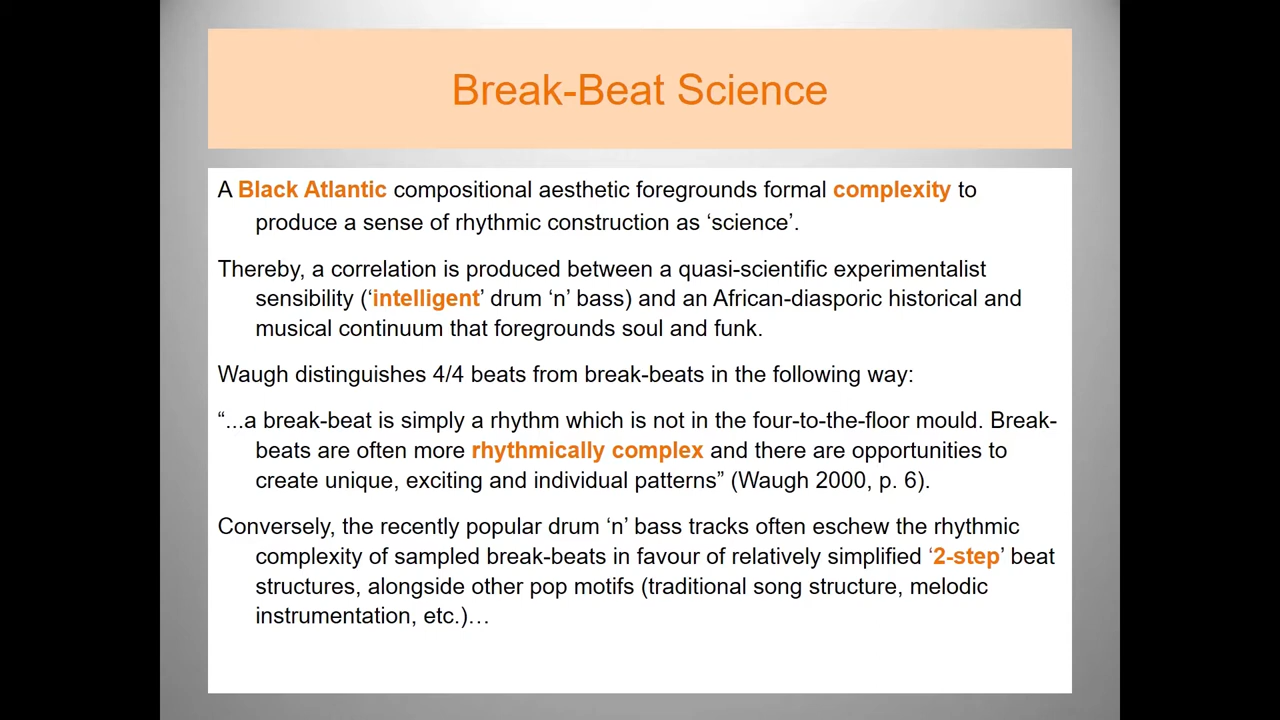 Break-Beat Science
A Black Atlantic compositional aesthetic foregrounds formal complexity to
produce a sense of rhythmic construction as ‘science’.
Thereby, a correlation is produced between a quasi-scientific experimentalist
sensibility (‘intelligent’ drum ‘n’ bass) and an African-diasporic historical and
musical continuum that foregrounds soul and funk.
Waugh distinguishes 4/4 beats from break-beats in the following way:
“...a break-beat is simply a rhythm which is not in the four-to-the-floor mould. Break-
beats are often more rhythmically complex and there are opportunities to
create unique, exciting and individual patterns” (Waugh 2000, p. 6).
Conversely, the recently popular drum ‘n’ bass tracks often eschew the rhythmic
complexity of sampled break-beats in favour of relatively simplified ‘2-step’ beat
structures, alongside other pop motifs (traditional song structure, melodic
instrumentation, etc.)…